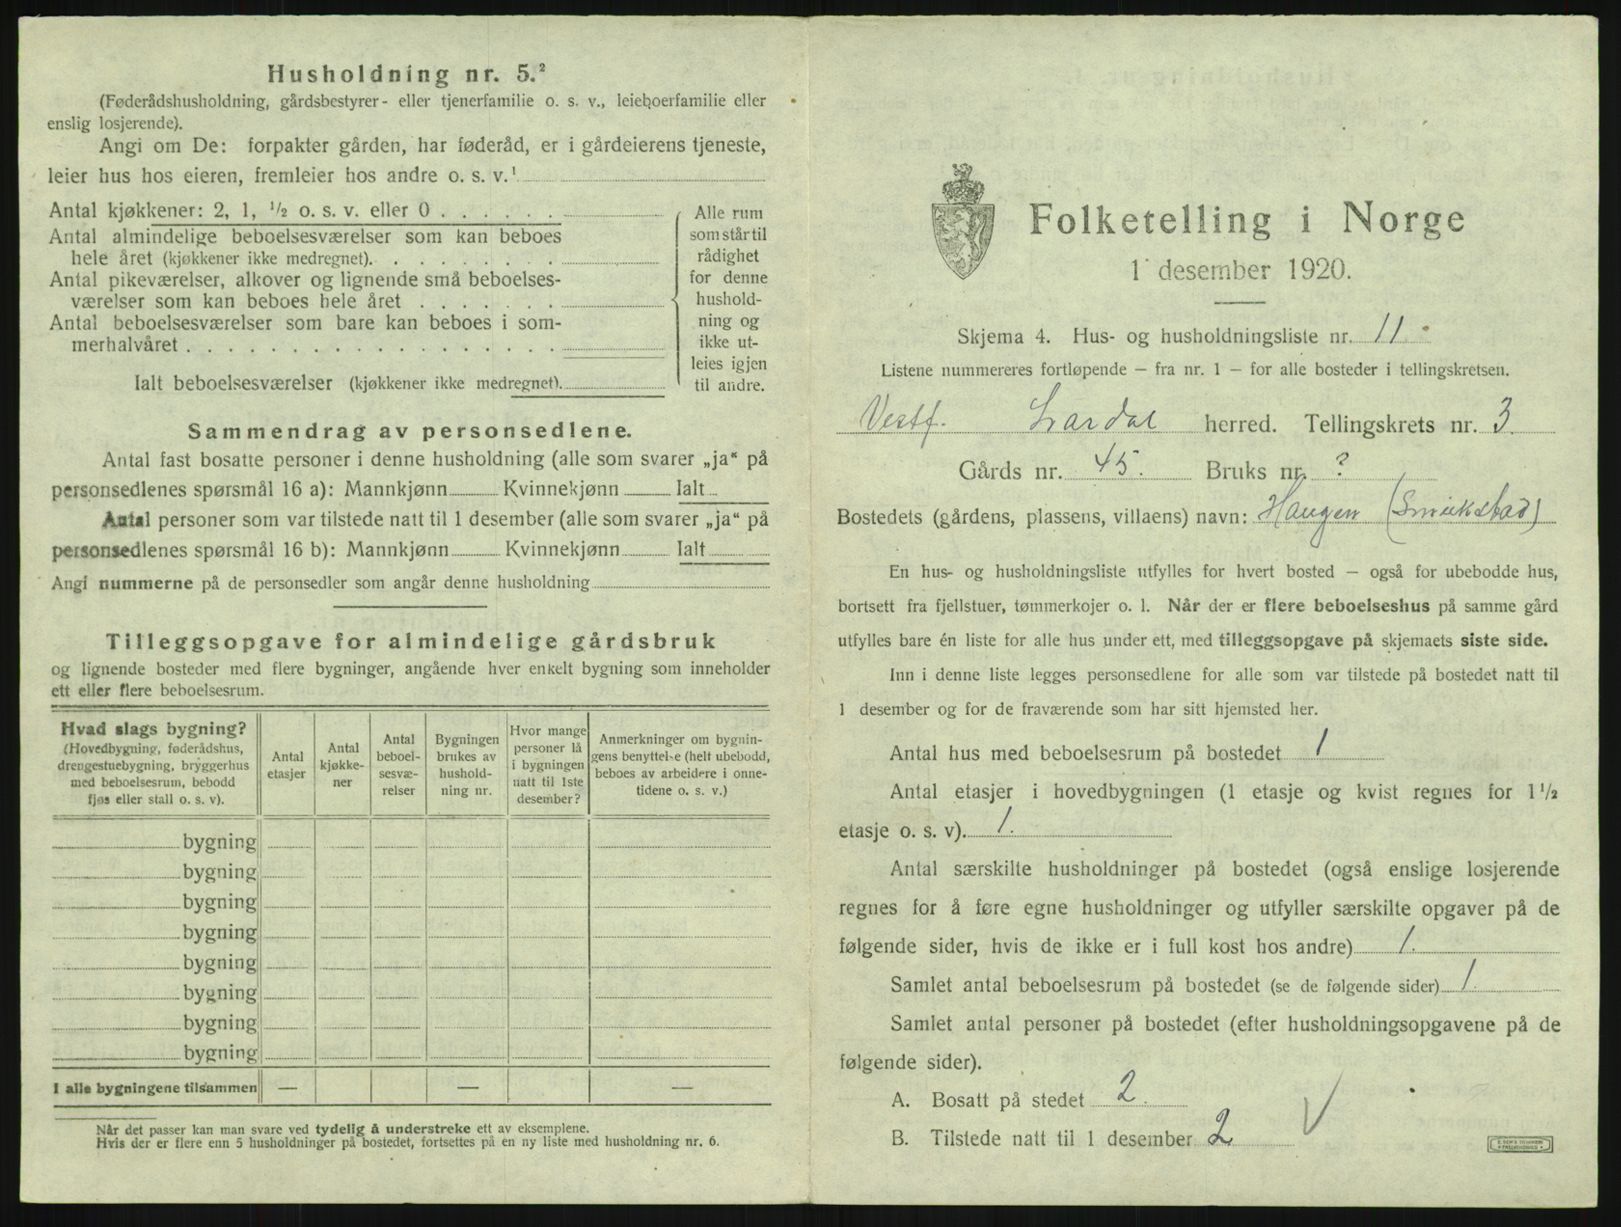 Husholdning nr. 5.²
(Føderådshusholdning, gårdsbestyrer- eller tjenerfamilie o. s. v., leieboerfamilie eller
enslig losjerende).
Angi om De: forpakter gården, har føderåd, er i gårdeierens tjeneste,
leier hus hos eieren, fremleier hos andre o. s. v.¹
Antal kjøkkener: 2, 1, ½ o. s. v. eller 0 . . . . . .
Antal almindelige beboelsesværelser som kan beboes
hele året (kjøkkener ikke medregnet). . . . . . . .
Antal pikeværelser, alkover og lignende små beboelses-
værelser som kan beboes hele året . . . . . . .
Antal beboelsesværelser som bare kan beboes i som-
merhalvåret . . . . . . . . . . . . . . . . . .
Ialt beboelsesværelser (kjøkkener ikke medregnet).
Alle rum
som står til
rådighet
for denne
hushold-
ning og
ikke ut-
leies igjen
til andre.
Sammendrag av personsedlene.
Antal fast bosatte personer i denne husholdning (alle som svarer „ja“ på
personsedlenes spørsmål 16 a): Mannkjønn Kvinnekjønn Ialt
Antal personer som var tilstede natt til 1 desember (alle som svarer „ja“ på
personsedlenes spørsmål 16 b): Mannkjønn Kvinnekjønn Ialt
Angi nummerne på de personsedler som angår denne husholdning
Tilleggsopgave for almindelige gårdsbruk
og lignende bosteder med flere bygninger, angående hver enkelt bygning som inneholder
ett eller flere beboelsesrum.
Hvad slags bygning?
(Hovedbygning, føderådshus,
drengestuebygning, bryggerhus
med beboelsesrum, bebodd
fjøs eller stall o. s. v).
Antal
etasjer
Antal
kjøkke-
ner
Antal
beboel-
sesvæ-
relser
Bygningen
brukes av
hushold-
ning nr.
Hvor mange
personer lå
i bygningen
natt til 1ste
desember?
Anmerkninger om bygnin-
gens benyttelse (helt ubebodd,
beboes av arbeidere i onne-
tidene o. s. v.)
bygning
bygning
bygning
bygning
bygning
bygning
bygning
bygning
I alle bygningene tilsammen — — —
Når det passer kan man svare ved tydelig å understreke ett av eksemplene.
Hvis der er flere enn 5 husholdninger på bostedet, fortsettes på en ny liste med husholdning nr. 6.
Folketelling i Norge
1 desember 1920.
Skjema 4. Hus- og husholdningsliste nr. 11
Listene nummereres fortløpende — fra nr. 1 — for alle bosteder i tellingskretsen.
Vestf. Lardal herred. Tellingskrets nr. 3.
Gårds nr. 45. Bruks nr. ?
Bostedets (gårdens, plassens, villaens) navn: Haugen (Smukstad)
En hus- og husholdningsliste utfylles for hvert bosted — også for ubebodde hus,
bortsett fra fjellstuer, tømmerkojer o. l. Når der er flere beboelseshus på samme gård
utfylles bare én liste for alle hus under ett, med tilleggsopgave på skjemaets siste side.
Inn i denne liste legges personsedlene for alle som var tilstede på bostedet natt til
1 desember og for de fraværende som har sitt hjemsted her.
Antal hus med beboelsesrum på bostedet 1
Antal etasjer i hovedbygningen (1 etasje og kvist regnes for 1½
etasje o. s. v). 1.
Antal særskilte husholdninger på bostedet (også enslige losjerende
regnes for å føre egne husholdninger og utfyller særskilte opgaver på de
følgende sider, hvis de ikke er i full kost hos andre) 1.
Samlet antal beboelsesrum på bostedet (se de følgende sider) 1.
Samlet antal personer på bostedet (efter husholdningsopgavene på de
følgende sider).
A. Bosatt på stedet 2.
B. Tilstede natt til 1 desember 2 V